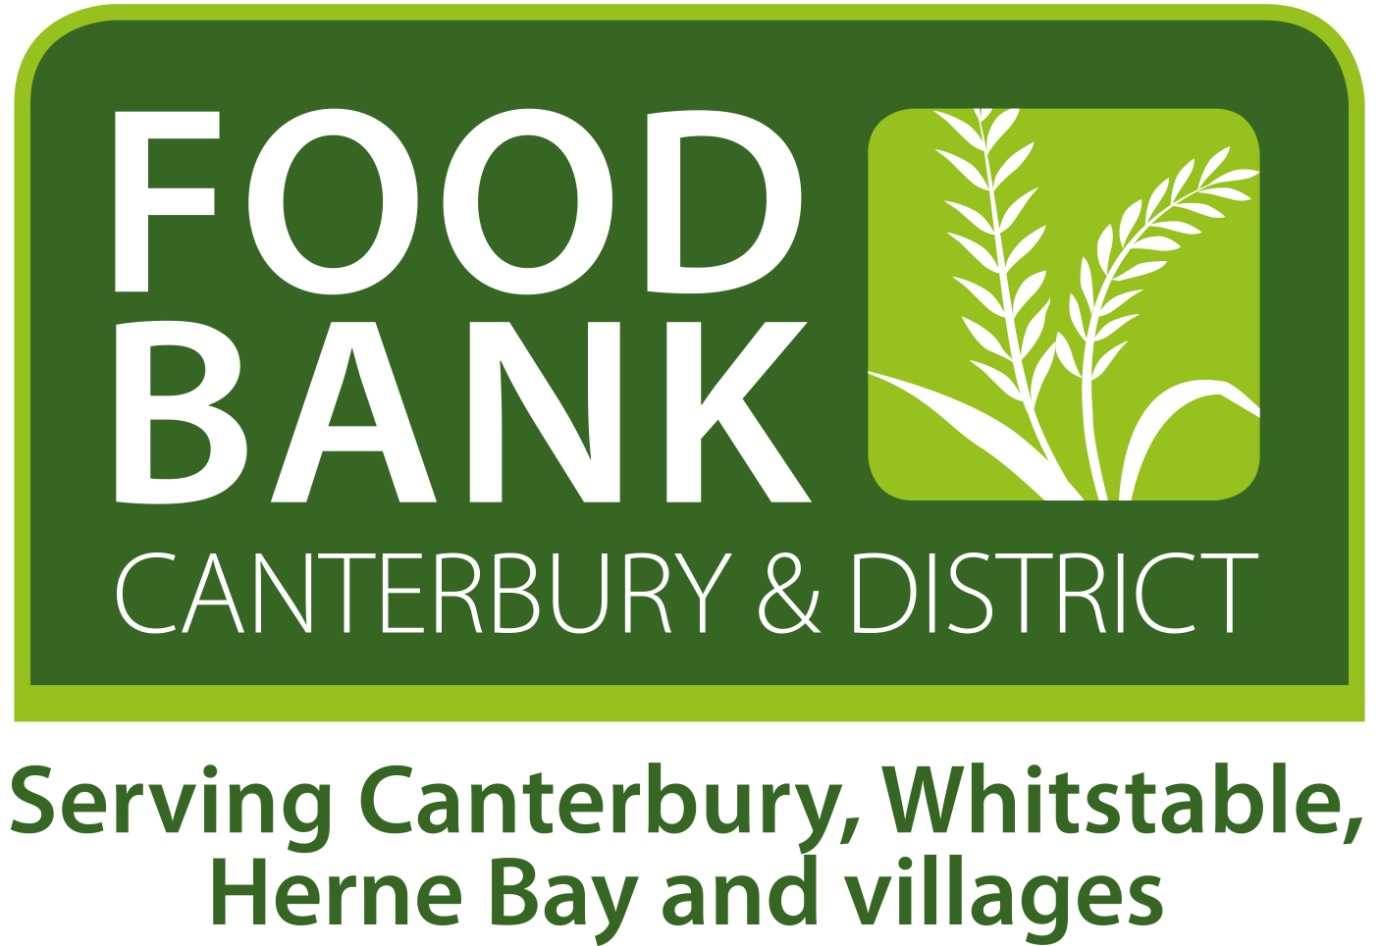 FOOD
BANK
CANTERBURY & DISTRICT
Serving Canterbury, Whitstable,
Herne Bay and villages